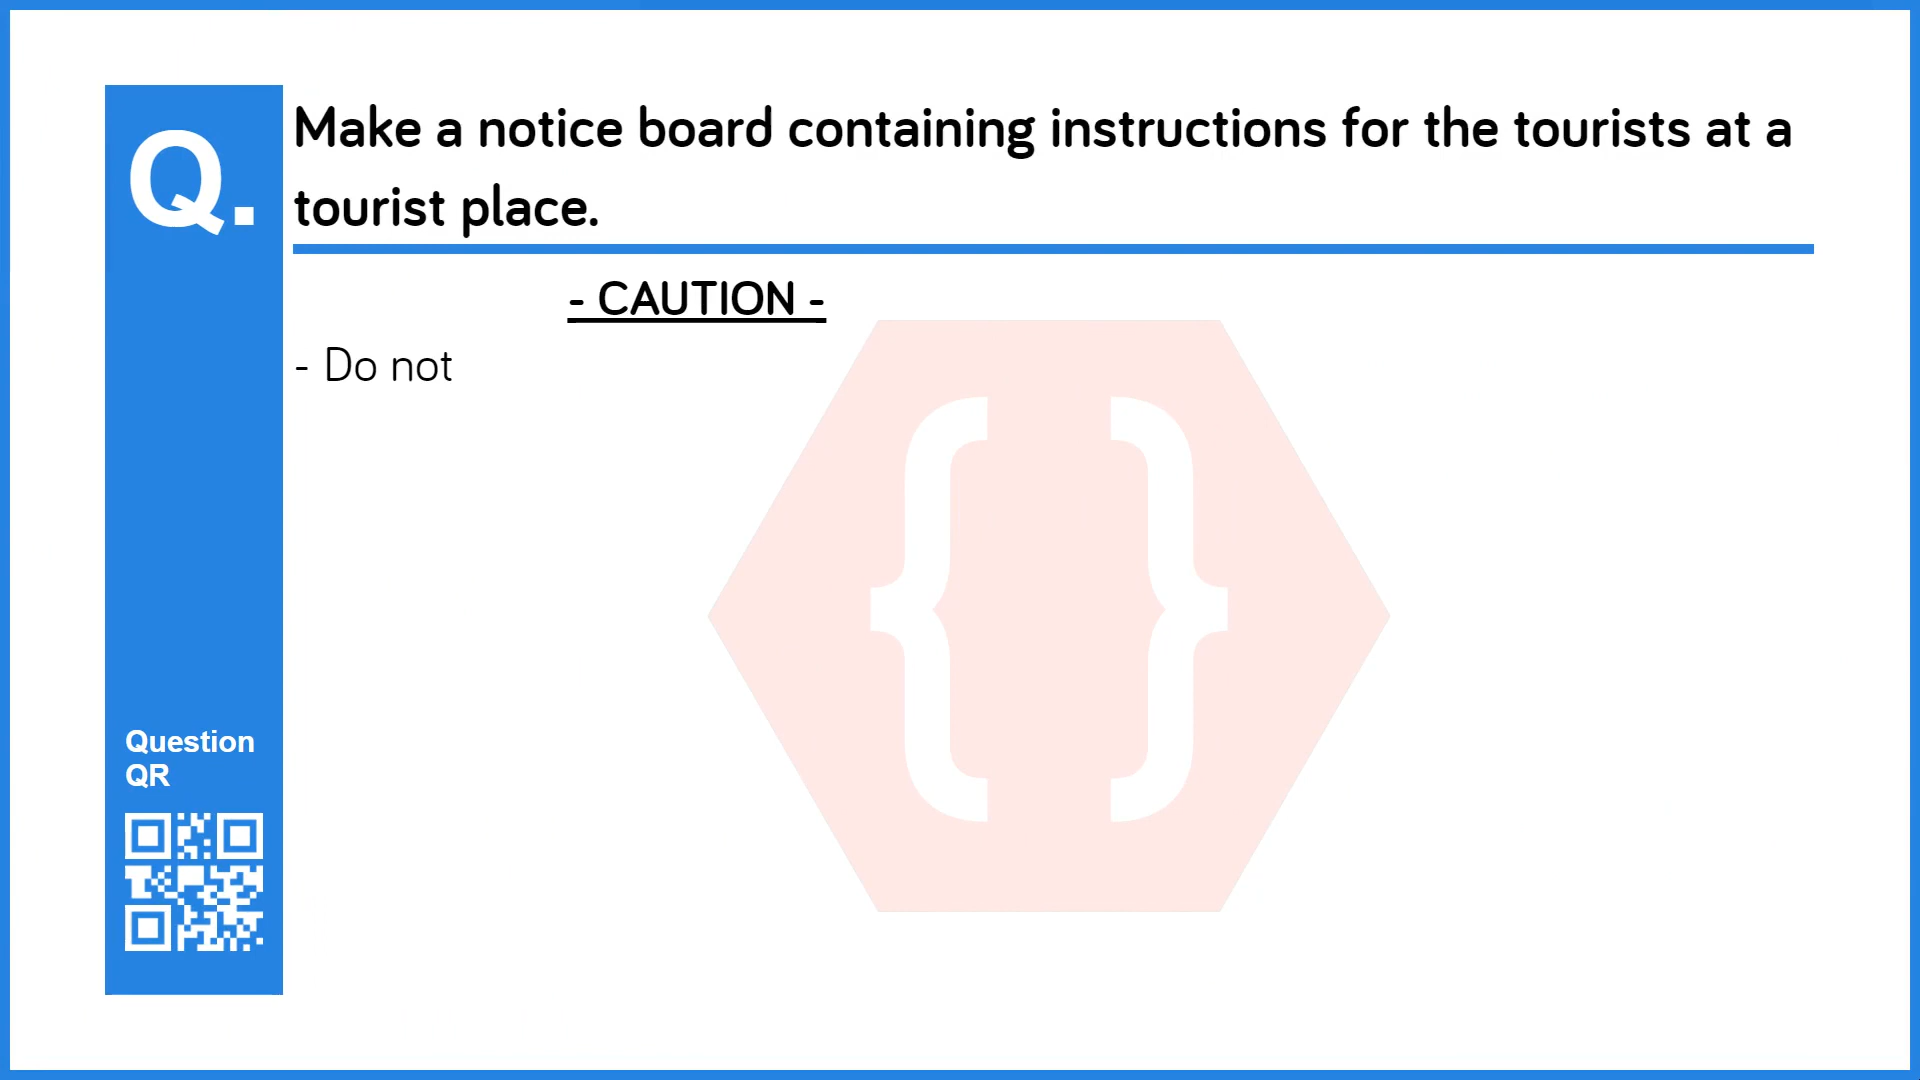 Q.
Make a notice board containing instructions for the tourists at a
tourist place.
- CAUTION -
- Do not
Question
QR